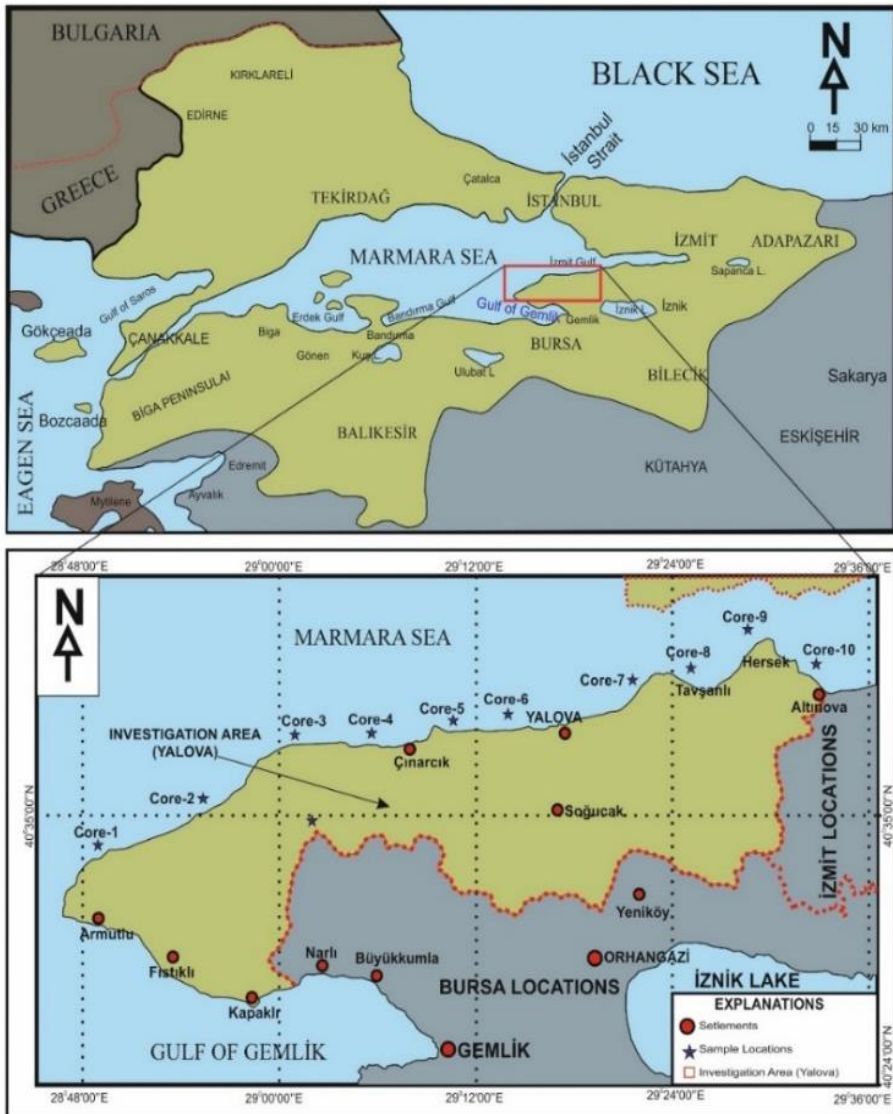 BULGARIA
KIRKLARELİ
EDİRNE
GREECE
BLACK SEA
N
0 15 30 km
İstanbul
Strait
Çatalca
TEKİRDAĞ
İSTANBUL
MARMARA SEA
İzmit Gulf
İZMİT
ADAPAZARI
Sapanca L.
Gulf of Saros
Gökçeada
ÇANAKKALE
Erdek Gulf
Bandırma Gulf
Gulf of Gemlik
Gemlik
İznik L.
İznik
Biga
Bandırma
Gönen
Kuş L.
Ulubat L
BURSA
BİLECİK
Sakarya
BİGA PENINSULAI
Bozcaada
EAGEN SEA
BALIKESİR
ESKİŞEHİR
KÜTAHYA
Edremit
Ayvalık
Mytilene
28°48'00"E
29°00'00"E
29°12'00"E
29°24'00"E
29°36'00"E
N
MARMARA SEA
Core-9
Core-8
Core-10
Core-7
Hersek
Tavşanlı
Altınova
Core-6
Core-5
Core-4
Core-3
YALOVA
INVESTIGATION AREA
(YALOVA)
Çınarcık
Core-2
Soğucak
Core-1
40°35'00"N
40°35'00"N
İZMİT LOCATIONS
Yeniköy
Armutlu
Fıstıklı
Narlı
Büyükkumla
ORHANGAZİ
BURSA LOCATIONS
İZNİK LAKE
Kapaklı
GULF OF GEMLİK
GEMLİK
EXPLANATIONS
Setlements
Sample Locations
Investigation Area (Yalova)
40°24'00"N
28°48'00"E
29°00'00"E
29°12'00"E
29°24'00"E
29°36'00"E